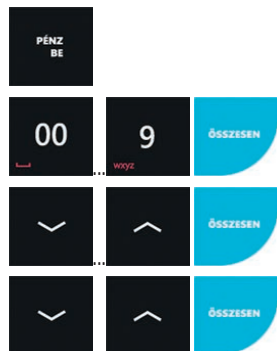 PÉNZ
BE
00 ... 9 ÖSSZESEN
wxyz
... ÖSSZESEN
ÖSSZESEN